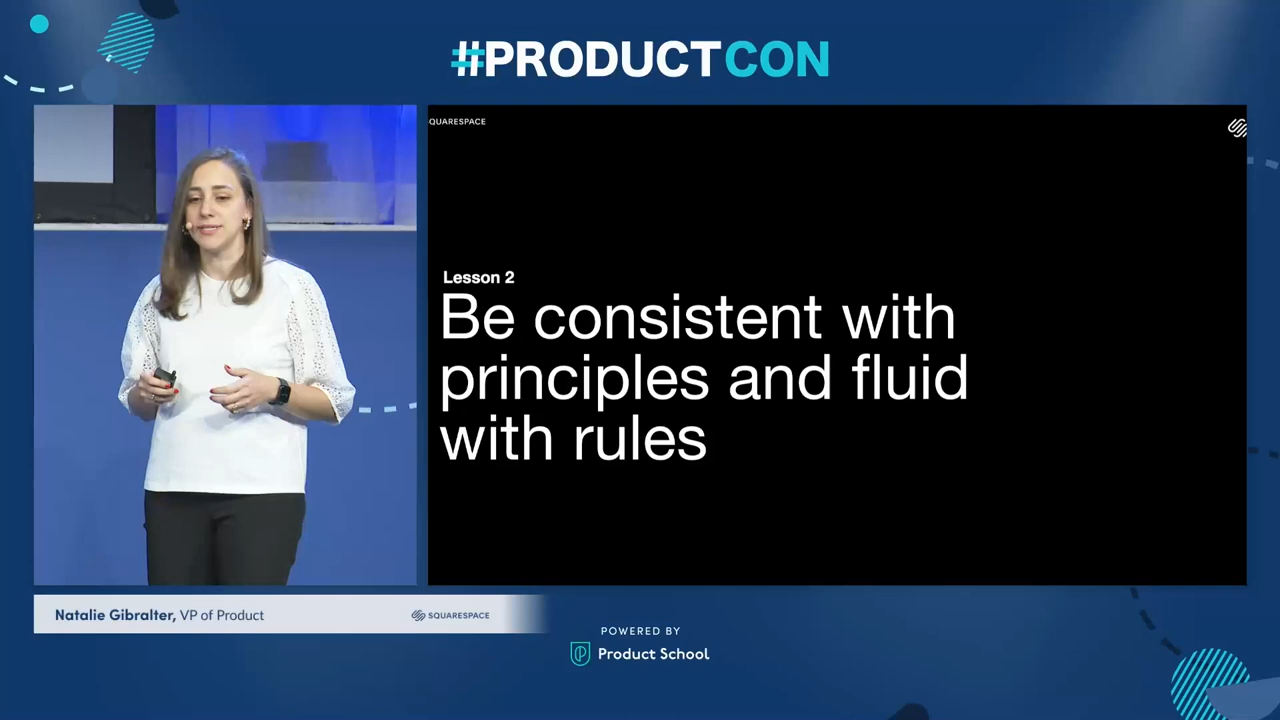 #PRODUCTCON
QUARESPACE
Lesson 2
Be consistent with
principles and fluid
with rules
Natalie Gibralter, VP of Product
SQUARESPACE
POWERED BY
Product School